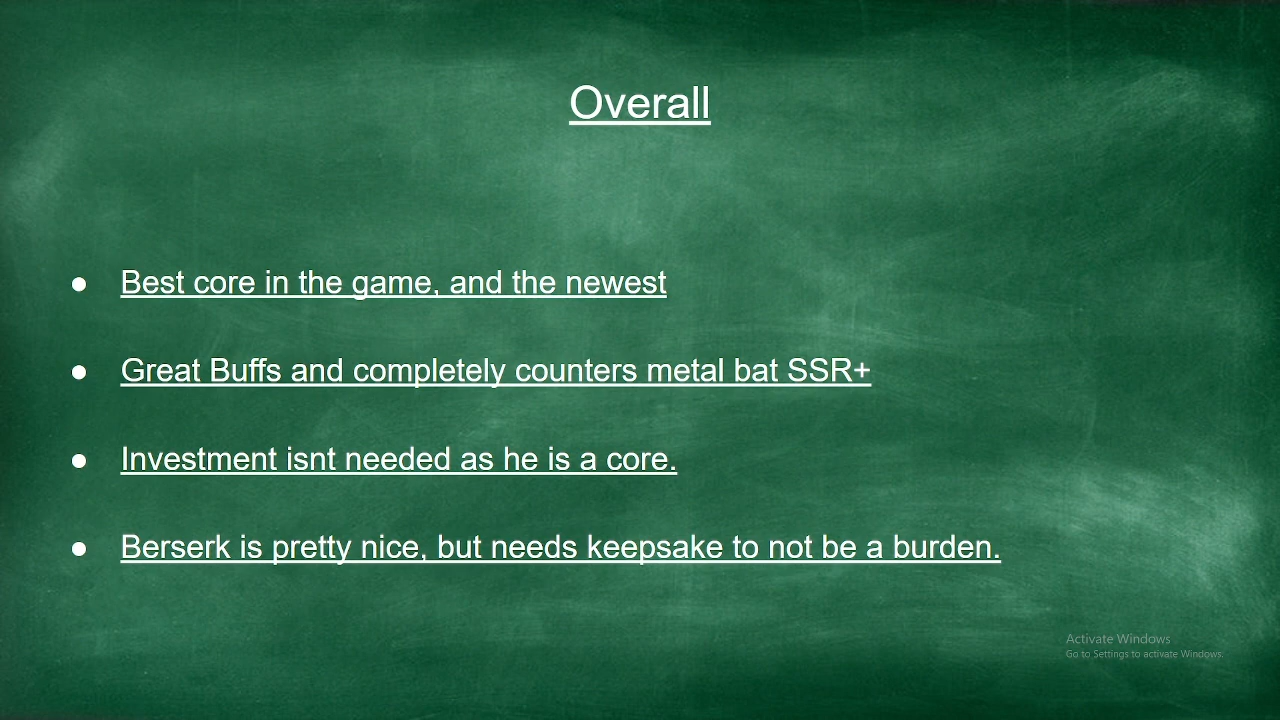 Overall
● Best core in the game, and the newest
● Great Buffs and completely counters metal bat SSR+
● Investment isnt needed as he is a core.
● Berserk is pretty nice, but needs keepsake to not be a burden.
Activate Windows
Go to Settings to activate Windows.